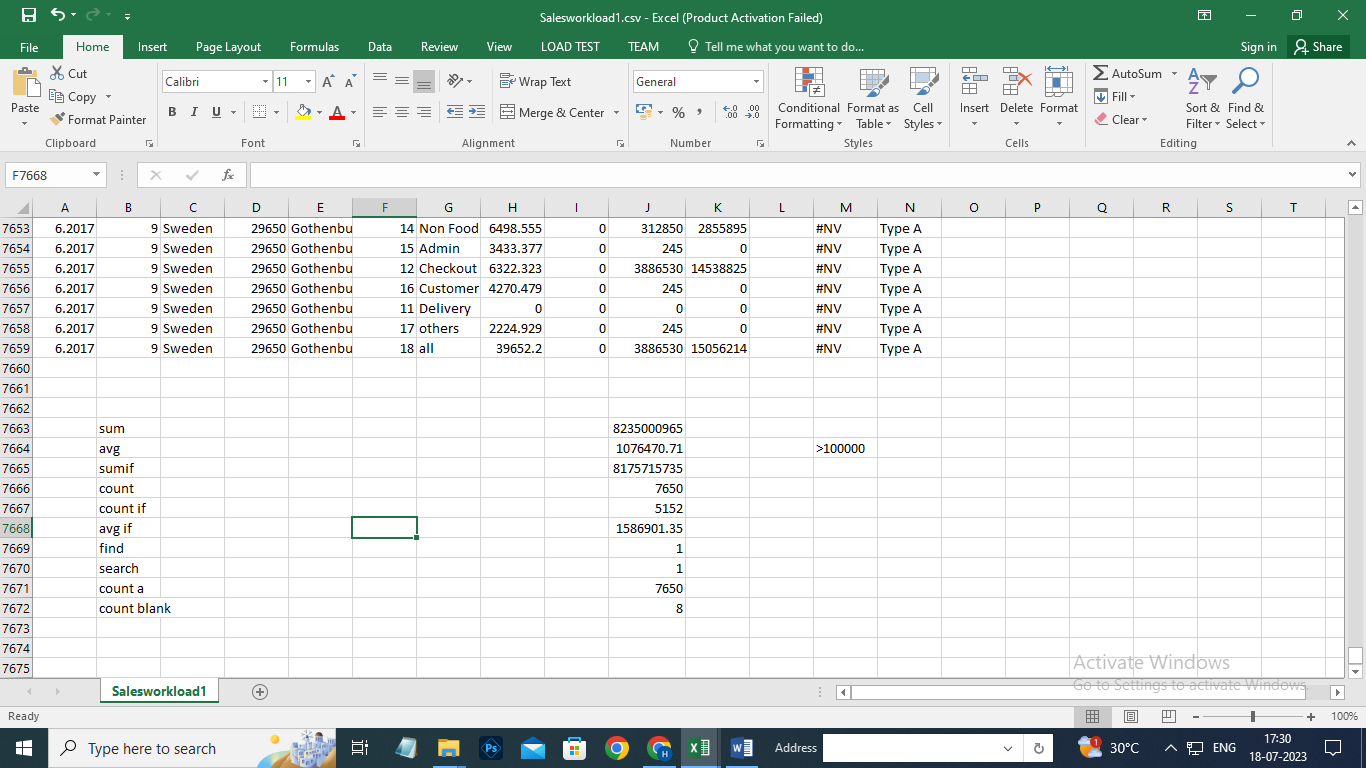 Salesworkload1.csv - Excel (Product Activation Failed)
File Home Insert Page Layout Formulas Data Review View LOAD TEST TEAM Tell me what you want to do... Sign in Share
Paste Cut Copy Format Painter
Calibri 11 A A
B I U A
Wrap Text
Merge & Center
General
% ,
Conditional Formatting Format as Table Cell Styles
Insert Delete Format
AutoSum Fill Clear
Sort & Filter Find & Select
Clipboard Font Alignment Number Styles Cells Editing
F7668 fx
A B C D E F G H I J K L M N O P Q R S T
7653 6.2017 9 Sweden 29650 Gothenbu 14 Non Food 6498.555 0 312850 2855895 #NV Type A
7654 6.2017 9 Sweden 29650 Gothenbu 15 Admin 3433.377 0 245 0 #NV Type A
7655 6.2017 9 Sweden 29650 Gothenbu 12 Checkout 6322.323 0 3886530 14538825 #NV Type A
7656 6.2017 9 Sweden 29650 Gothenbu 16 Customer 4270.479 0 245 0 #NV Type A
7657 6.2017 9 Sweden 29650 Gothenbu 11 Delivery 0 0 0 0 #NV Type A
7658 6.2017 9 Sweden 29650 Gothenbu 17 others 2224.929 0 245 0 #NV Type A
7659 6.2017 9 Sweden 29650 Gothenbu 18 all 39652.2 0 3886530 15056214 #NV Type A
7660
7661
7662
7663 sum 8235000965
7664 avg 1076470.71 >100000
7665 sumif 8175715735
7666 count 7650
7667 count if 5152
7668 avg if 1586901.35
7669 find 1
7670 search 1
7671 count a 7650
7672 count blank 8
7673
7674
7675
Activate Windows
Go to Settings to activate Windows.
Salesworkload1
Ready 100%
Type here to search Ps Address 1 30°C ENG 17:30
18-07-2023